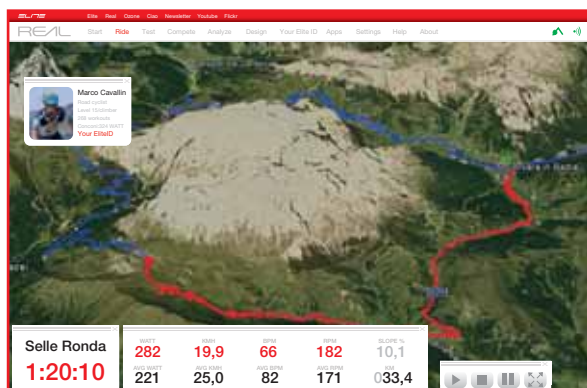 ELITE Elite Real Ozone Ciao Newsletter Youtube Flickr
REAL Start Ride Test Compete Analyze Design Your Elite ID Apps Settings Help About
Marco Cavallin
Road cyclist
Your EliteID
Selle Ronda
1:20:10
WATT KMH BPM RPM SLOPE %
282 19,9 66 182 10,1
AVG WATT AVG KMH AVG BPM AVG RPM KM
221 25,0 82 171 033,4